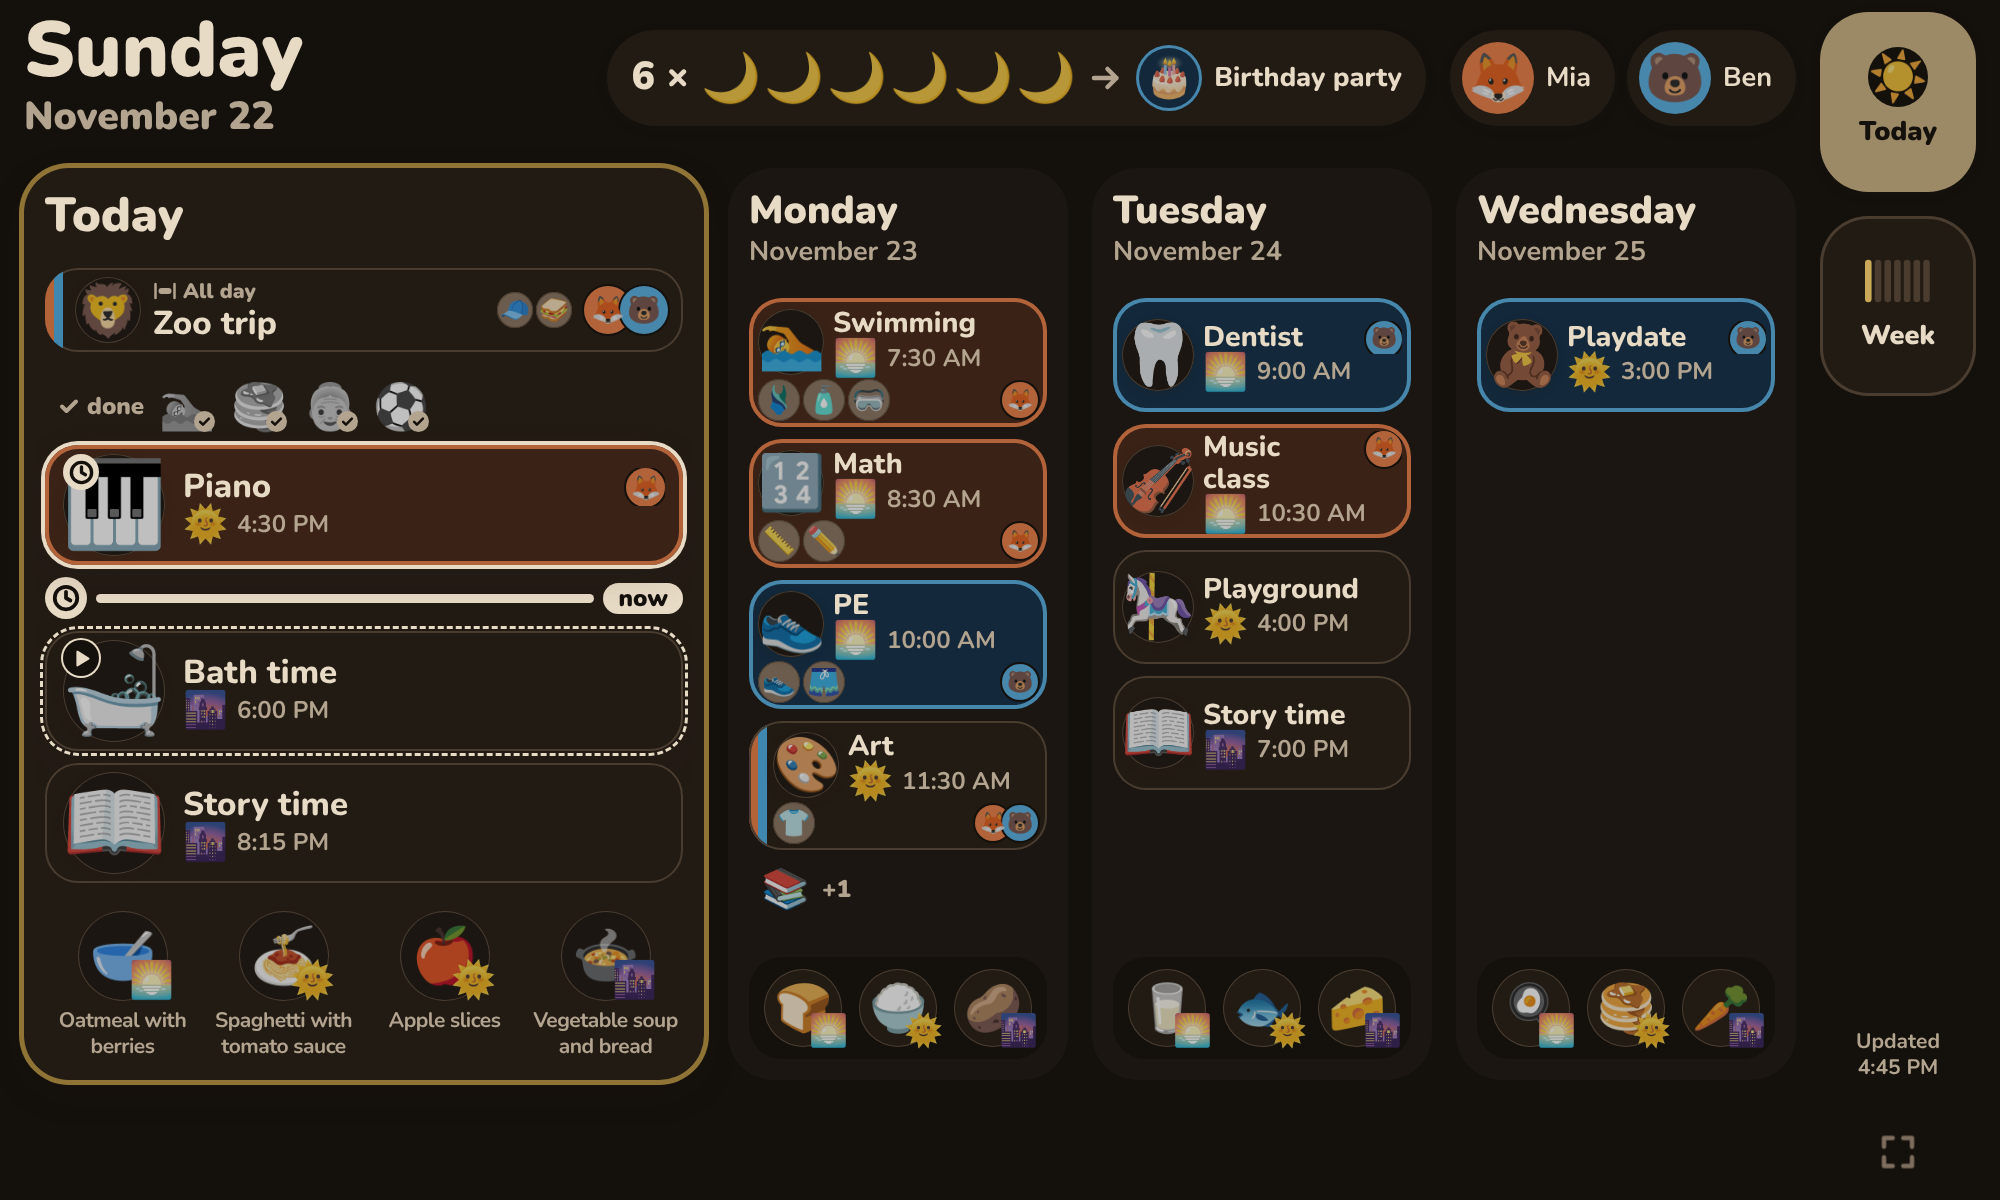 Sunday
November 22
6 × → Birthday party
Mia
Ben
Today
Week
Today
All day
Zoo trip
✓ done
Piano
4:30 PM
now
Bath time
6:00 PM
Story time
8:15 PM
Oatmeal with
berries
Spaghetti with
tomato sauce
Apple slices
Vegetable soup
and bread
Monday
November 23
Swimming
7:30 AM
1 2
3 4
Math
8:30 AM
PE
10:00 AM
Art
11:30 AM
+1
Tuesday
November 24
Dentist
9:00 AM
Music
class
10:30 AM
Playground
4:00 PM
Story time
7:00 PM
Wednesday
November 25
Playdate
3:00 PM
Updated
4:45 PM